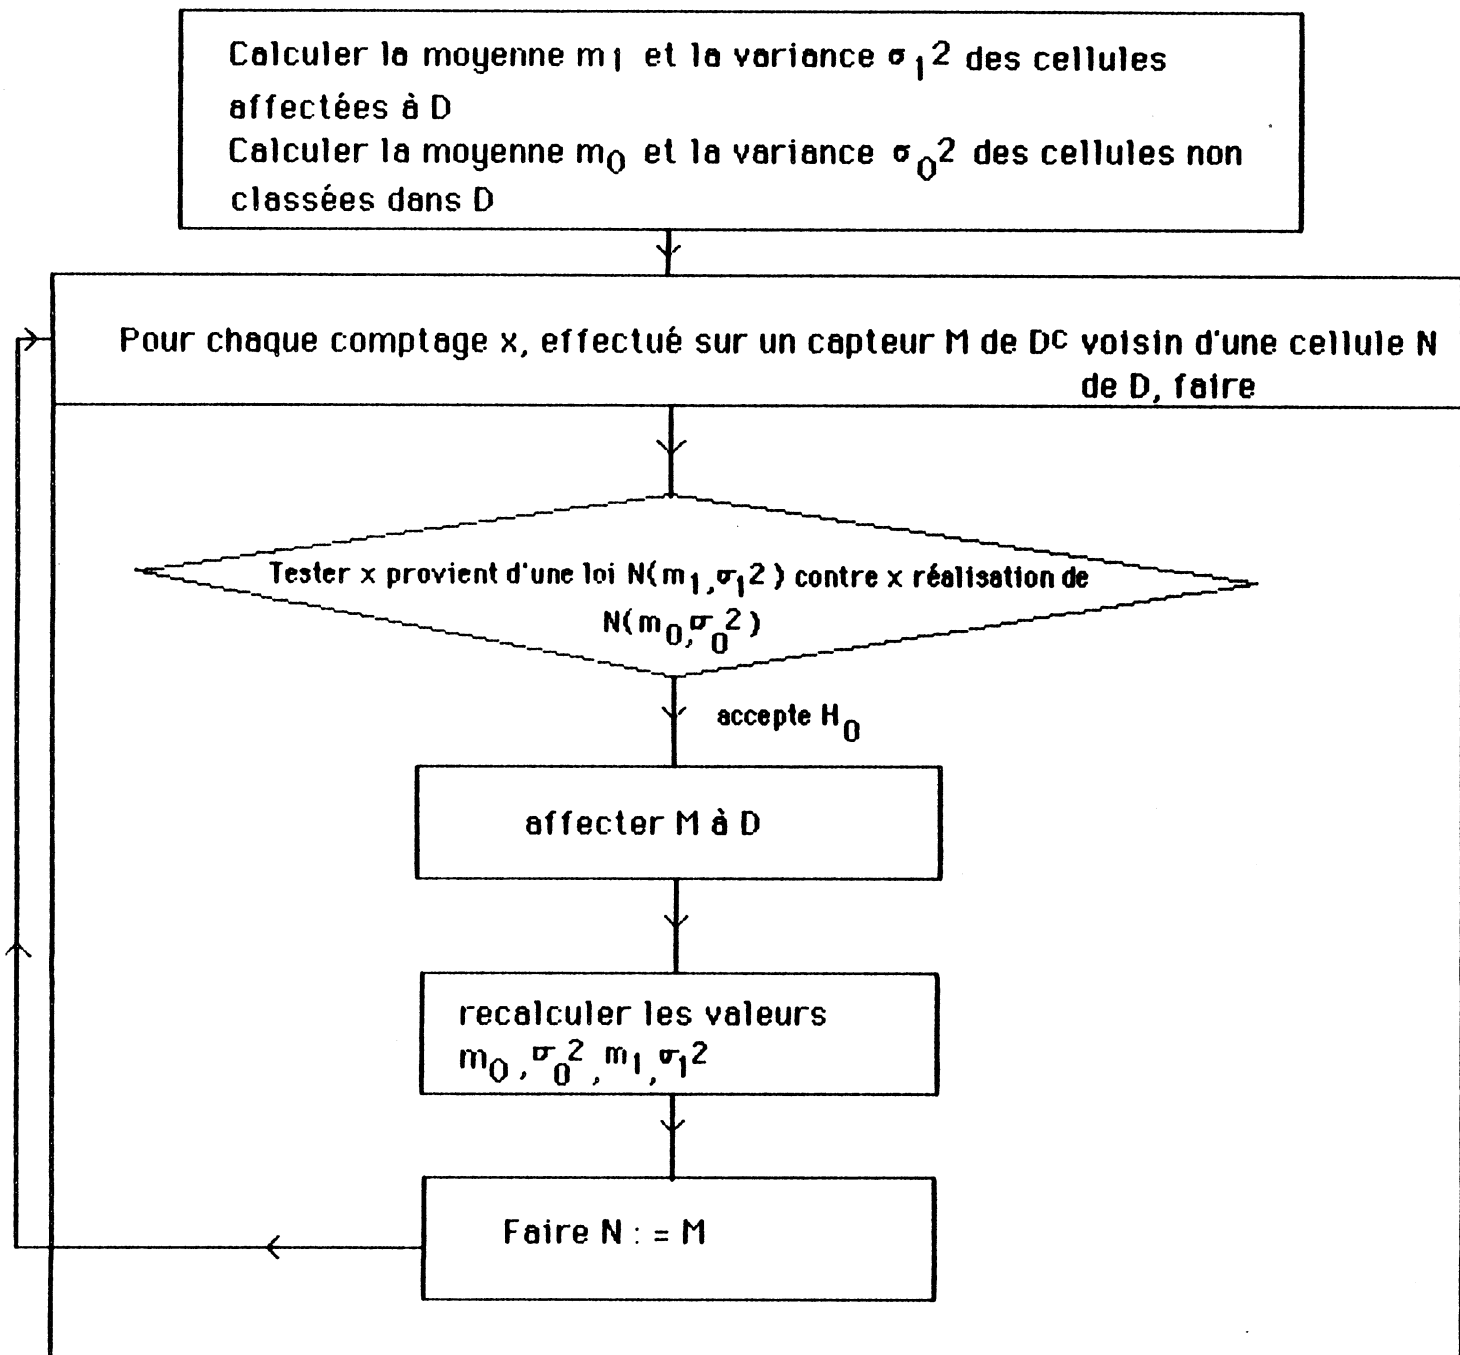 Calculer la moyenne m₁ et la variance σ₁² des cellules
affectées à D
Calculer la moyenne m₀ et la variance σ₀² des cellules non
classées dans D
Pour chaque comptage x, effectué sur un capteur M de Dᶜ voisin d'une cellule N
de D, faire
Tester x provient d'une loi N(m₁,σ₁²) contre x réalisation de
N(m₀,σ₀²)
accepte H₀
affecter M à D
recalculer les valeurs
m₀,σ₀²,m₁,σ₁²
Faire N : = M